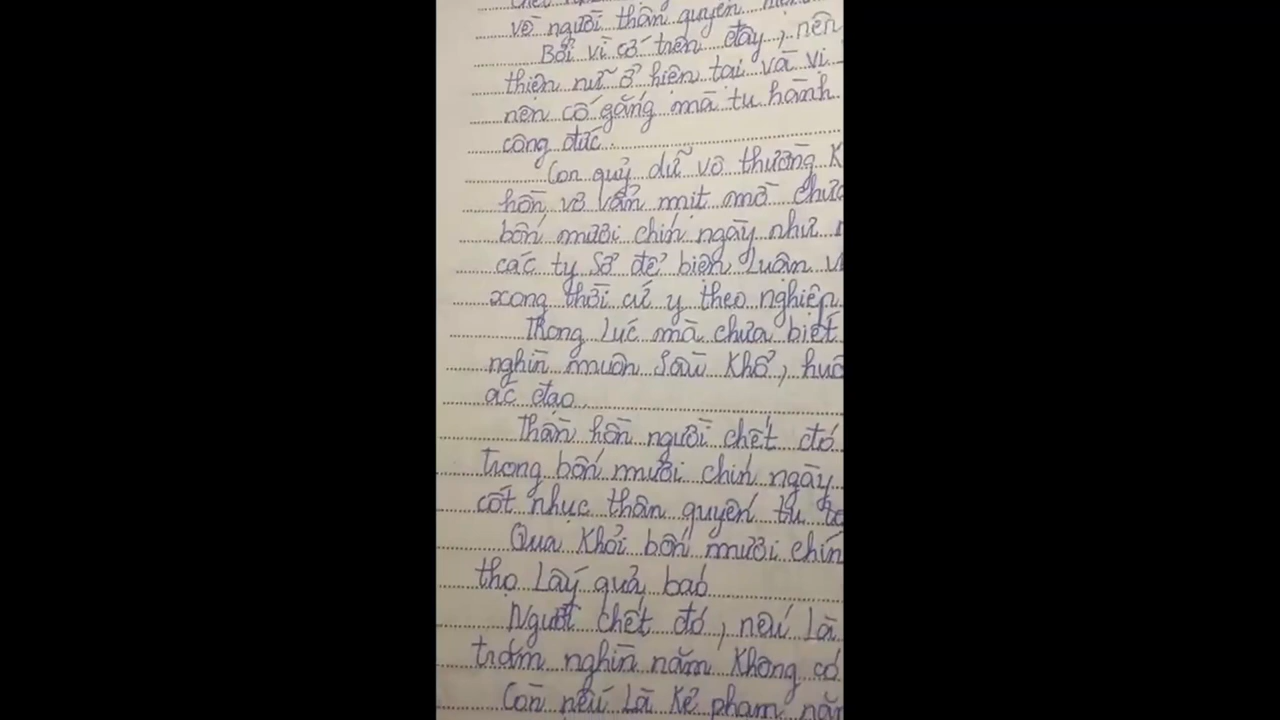 về người thân quyến
Bởi vì cớ trên đây, nên
thiện nữ ở hiện tại và vị
nên cố gắng mà tu hành
công đức.
Con quỷ dữ vô thường K
hồn vơ vẩn mịt mờ chưa
bốn mươi chín ngày như
các ty sở để biện luận v
xong thời cứ y theo nghiệp
Trong lúc mà chưa biết
nghìn muôn sầu khổ, huố
ác đạo.
Thần hồn người chết đó
Trong bốn mươi chín ngày
cốt nhục thân quyến tu
Qua Khỏi bốn mươi chín
thọ Lấy quả báo
Người chết đó, nếu Là
trăm nghìn năm Không có
Còn nếu Là Kẻ phạm năm